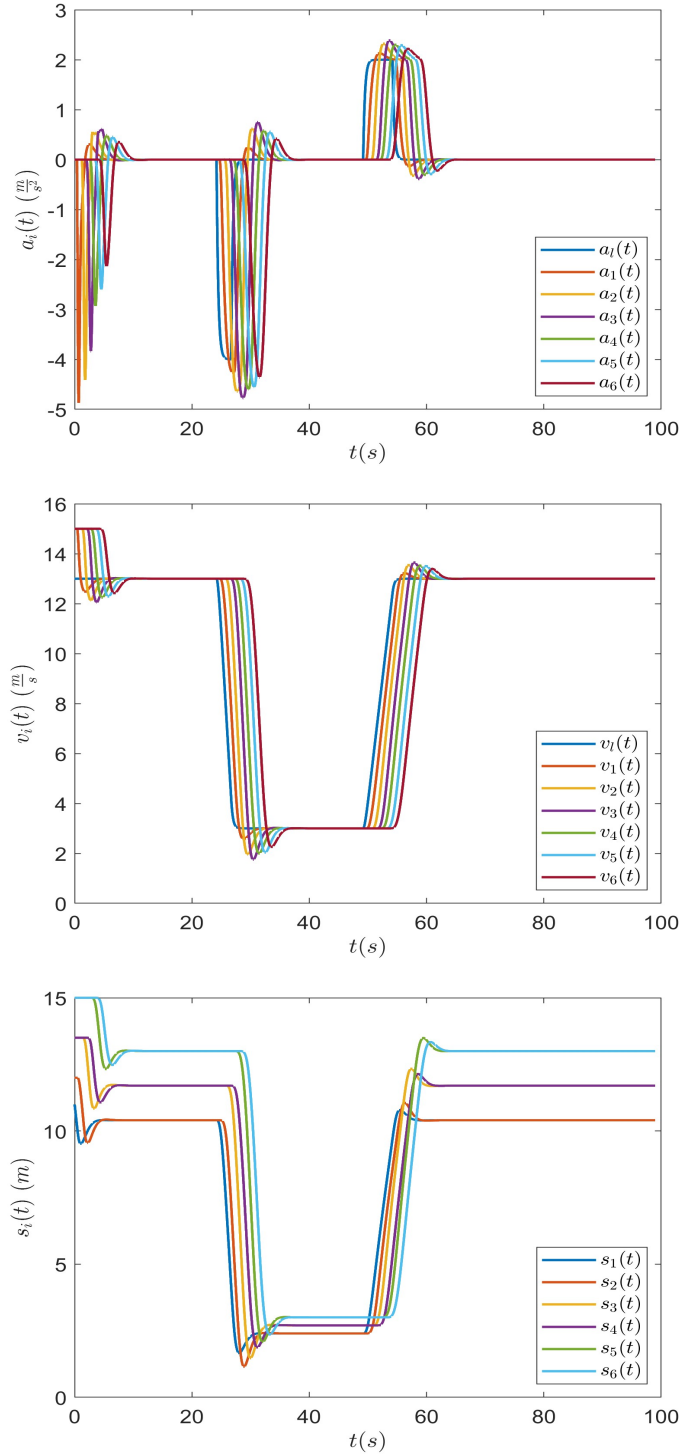 3
2
1
0
-1
-2
-3
-4
-5
a_i(t) (m/s²)
a_l(t)
a_1(t)
a_2(t)
a_3(t)
a_4(t)
a_5(t)
a_6(t)
0 20 40 60 80 100
t(s)
16
14
12
10
8
6
4
2
0
v_i(t) (m/s)
v_l(t)
v_1(t)
v_2(t)
v_3(t)
v_4(t)
v_5(t)
v_6(t)
0 20 40 60 80 100
t(s)
15
10
5
0
s_i(t) (m)
s_1(t)
s_2(t)
s_3(t)
s_4(t)
s_5(t)
s_6(t)
0 20 40 60 80 100
t(s)